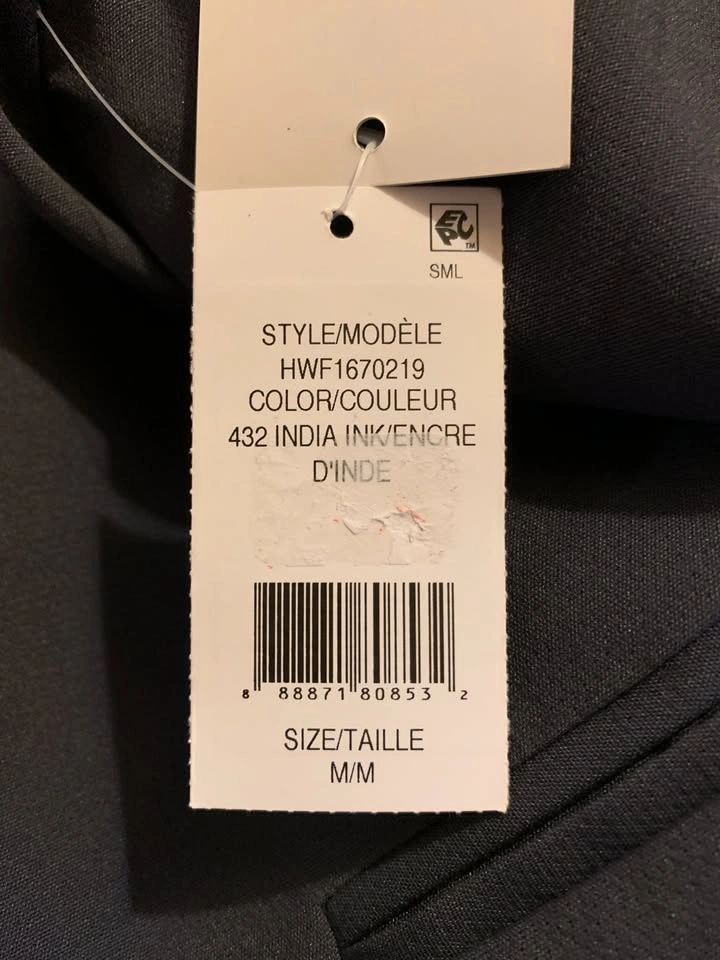 EPC
TM
SML
STYLE/MODÈLE
HWF1670219
COLOR/COULEUR
432 INDIA INK/ENCRE
D'INDE
8 88871 80853 2
SIZE/TAILLE
M/M